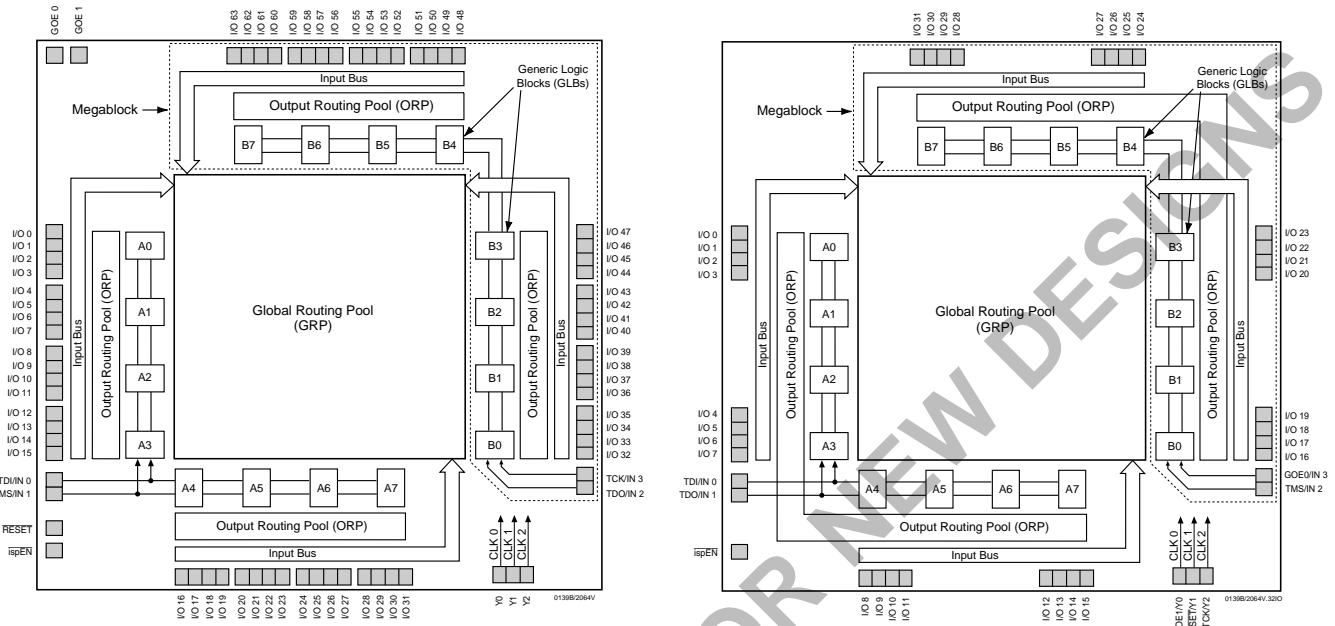 GOE 0
GOE 1
I/O 63
I/O 62
I/O 61
I/O 60
I/O 59
I/O 58
I/O 57
I/O 56
I/O 55
I/O 54
I/O 53
I/O 52
I/O 51
I/O 50
I/O 49
I/O 48
Input Bus
Generic Logic
Blocks (GLBs)
Output Routing Pool (ORP)
Megablock
B7
B6
B5
B4
I/O 0
I/O 1
I/O 2
I/O 3
I/O 4
I/O 5
I/O 6
I/O 7
I/O 8
I/O 9
I/O 10
I/O 11
I/O 12
I/O 13
I/O 14
I/O 15
Input Bus
Output Routing Pool (ORP)
A0
A1
A2
A3
Global Routing Pool
(GRP)
B3
B2
B1
B0
Output Routing Pool (ORP)
Input Bus
I/O 47
I/O 46
I/O 45
I/O 44
I/O 43
I/O 42
I/O 41
I/O 40
I/O 39
I/O 38
I/O 37
I/O 36
I/O 35
I/O 34
I/O 33
I/O 32
TDI/IN 0
MS/IN 1
A4
A5
A6
A7
TCK/IN 3
TDO/IN 2
RESET
ispEN
Output Routing Pool (ORP)
Input Bus
CLK 0
CLK 1
CLK 2
I/O 16
I/O 17
I/O 18
I/O 19
I/O 20
I/O 21
I/O 22
I/O 23
I/O 24
I/O 25
I/O 26
I/O 27
I/O 28
I/O 29
I/O 30
I/O 31
Y0
Y1
Y2
0139B/2064V
I/O 31
I/O 30
I/O 29
I/O 28
I/O 27
I/O 26
I/O 25
I/O 24
Input Bus
Generic Logic
Blocks (GLBs)
Output Routing Pool (ORP)
Megablock
B7
B6
B5
B4
I/O 0
I/O 1
I/O 2
I/O 3
I/O 4
I/O 5
I/O 6
I/O 7
Input Bus
Output Routing Pool (ORP)
A0
A1
A2
A3
Global Routing Pool
(GRP)
B3
B2
B1
B0
Output Routing Pool (ORP)
Input Bus
I/O 23
I/O 22
I/O 21
I/O 20
I/O 19
I/O 18
I/O 17
I/O 16
TDI/IN 0
TDO/IN 1
A4
A5
A6
A7
GOE0/IN 3
TMS/IN 2
ispEN
Output Routing Pool (ORP)
Input Bus
CLK 0
CLK 1
CLK 2
I/O 8
I/O 9
I/O 10
I/O 11
I/O 12
I/O 13
I/O 14
I/O 15
OE1/Y0
SET/Y1
TCK/Y2
0139B/2064V.32IO
OR NEW DESIGNS